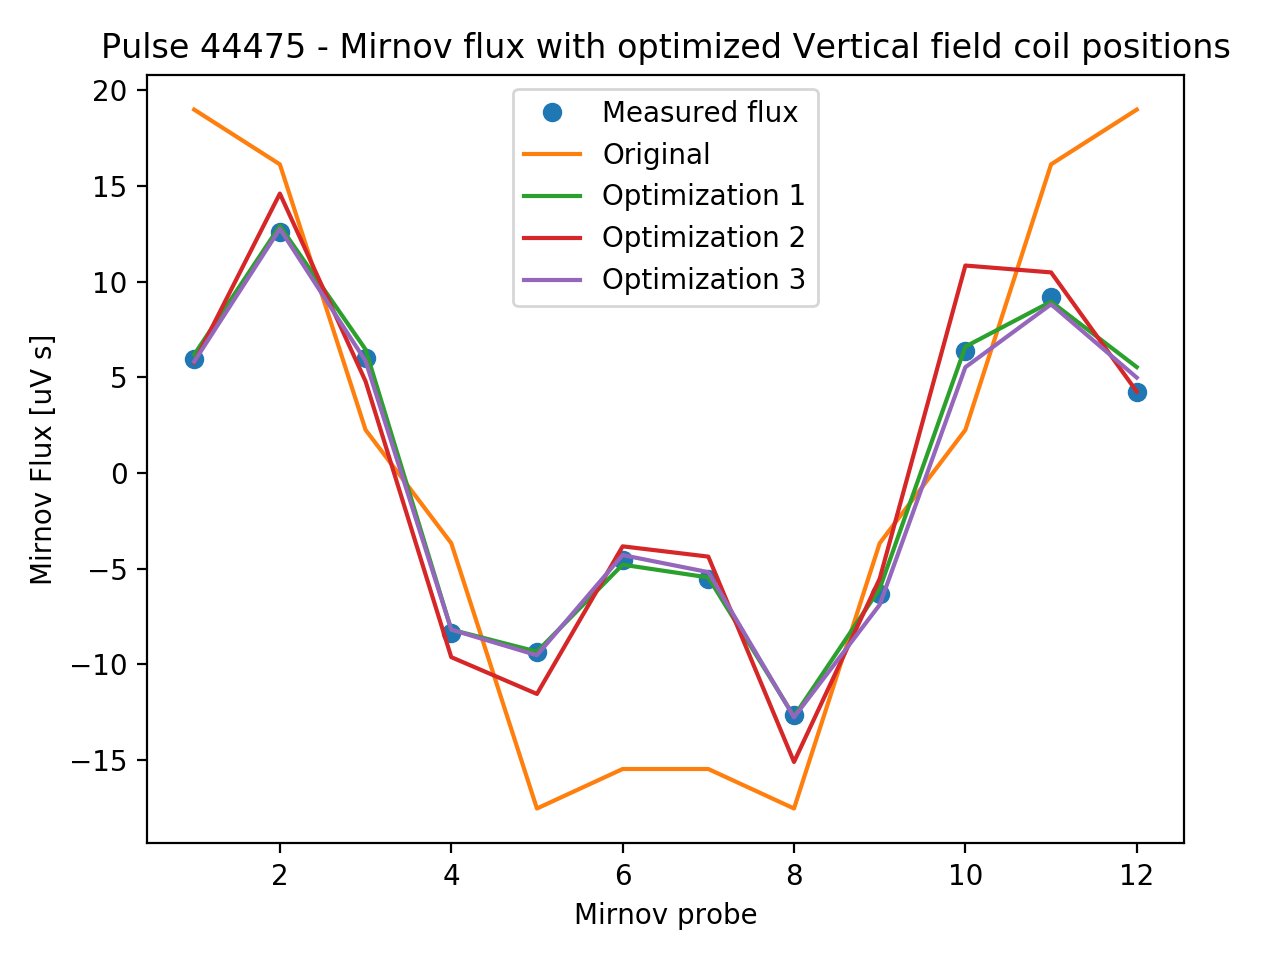 Pulse 44475 - Mirnov flux with optimized Vertical field coil positions
20
15
10
5
0
−5
−10
−15
Mirnov Flux [uV s]
Measured flux
Original
Optimization 1
Optimization 2
Optimization 3
2
4
6
8
10
12
Mirnov probe